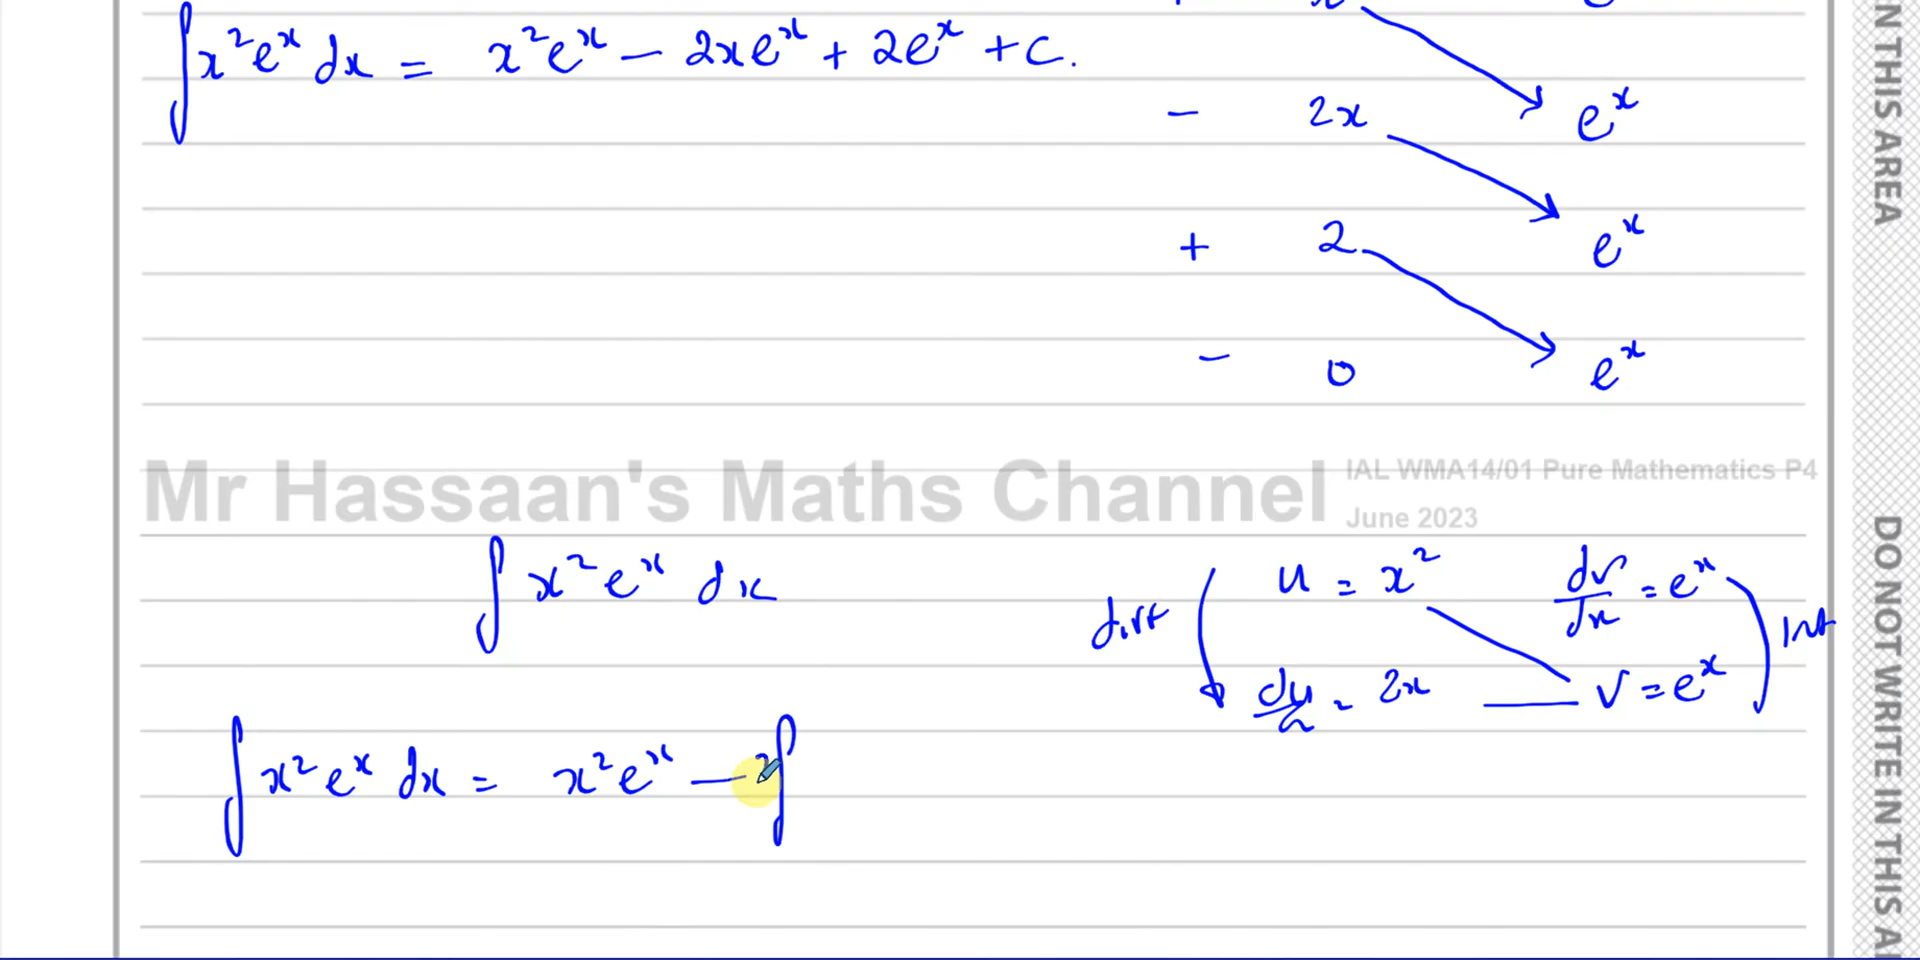 ∫x²eˣ dx = x²eˣ − 2xeˣ + 2eˣ + c.
− 2x eˣ
+ 2 eˣ
− 0 eˣ
Mr Hassaan's Maths Channel
IAL WMA14/01 Pure Mathematics P4
June 2023
∫x²eˣ dx
diff
u = x² dv/dx = eˣ
Int
du/ = 2x v = eˣ
∫x²eˣ dx = x²eˣ − ∫
N THIS AREA
DO NOT WRITE IN THIS A